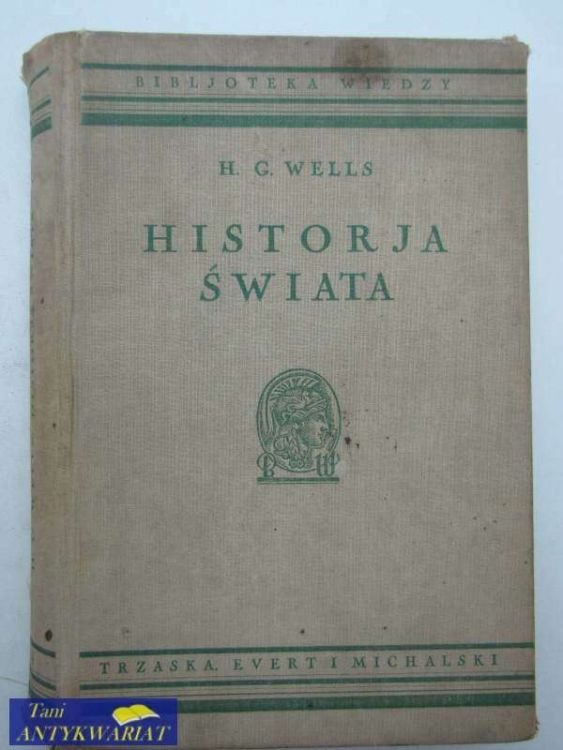 BIBLJOTEKA WIEDZY
H. G. WELLS
HISTORJA
ŚWIATA
B W
TRZASKA, EVERT I MICHALSKI
Tani
ANTYKWARIAT